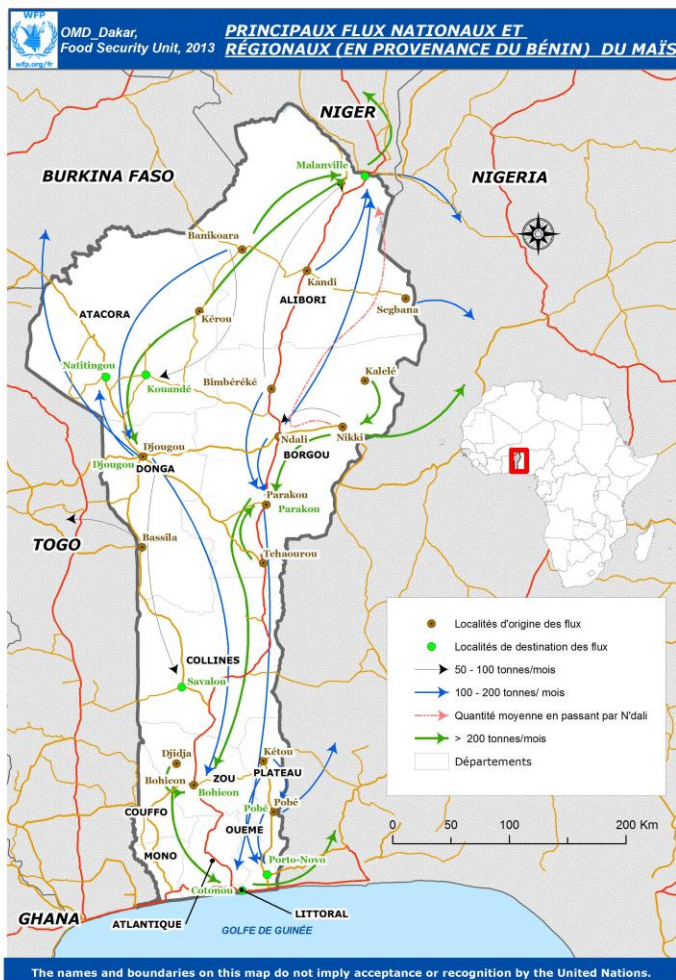 WFP
wfp.org/fr
OMD_Dakar,
Food Security Unit, 2013
PRINCIPAUX FLUX NATIONAUX ET
RÉGIONAUX (EN PROVENANCE DU BÉNIN) DU MAÏS
NIGER
Malanville
BURKINA FASO
NIGERIA
Banikoara
Kandi
ALIBORI
Segbana
ATACORA
Kérou
Natitingou
Kouandé
Bimbéréké
Kalelé
Djougou
Ndali
Nikki
Djougou
DONGA
BORGOU
Parakou
Parakou
TOGO
Bassila
Tchaourou
COLLINES
Savalou
Djidja
Kétou
Bohicon
ZOU
PLATEAU
Bohicon
COUFFO
Pobé
Pobé
OUEME
MONO
Porto-Novo
Cotonou
GHANA
ATLANTIQUE
LITTORAL
GOLFE DE GUINÉE
Localités d'origine des flux
Localités de destination des flux
50 - 100 tonnes/mois
100 - 200 tonnes/ mois
Quantité moyenne en passant par N'dali
> 200 tonnes/mois
Départements
0 50 100 200 Km
The names and boundaries on this map do not imply acceptance or recognition by the United Nations.